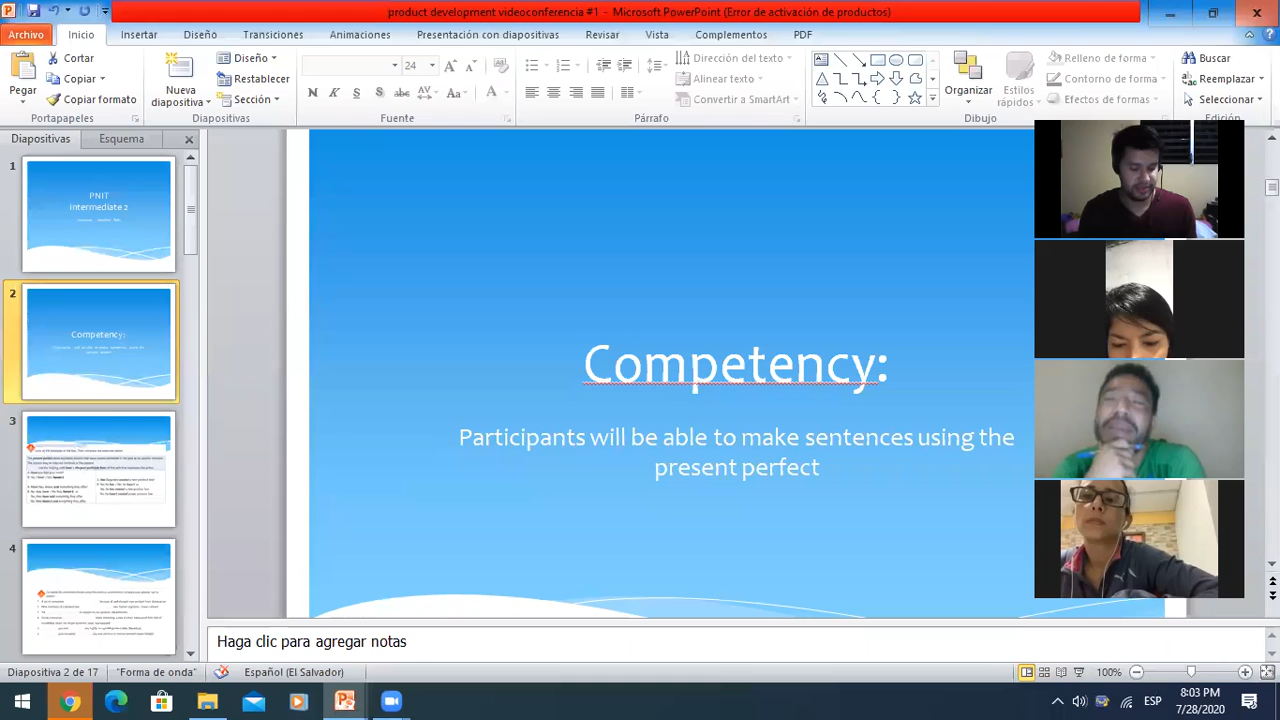 product development videoconferencia #1 - Microsoft PowerPoint (Error de activación de productos)
Archivo Inicio Insertar Diseño Transiciones Animaciones Presentación con diapositivas Revisar Vista Complementos PDF
Pegar
Cortar
Copiar
Copiar formato
Portapapeles
Nueva diapositiva
Diseño
Restablecer
Sección
Diapositivas
24
N K S S abc AV Aa A
Fuente
Dirección del texto
Alinear texto
Convertir a SmartArt
Párrafo
Organizar
Estilos rápidos
Relleno de forma
Contorno de forma
Efectos de formas
Dibujo
Buscar
Reemplazar
Seleccionar
Edición
Diapositivas Esquema
1
PNIT
Intermediate 2
2
Competency:
3
4
Competency:
Participants will be able to make sentences using the
present perfect
Haga clic para agregar notas
Diapositiva 2 de 17 "Forma de onda" Español (El Salvador) 100%
ESP
8:03 PM
7/28/2020